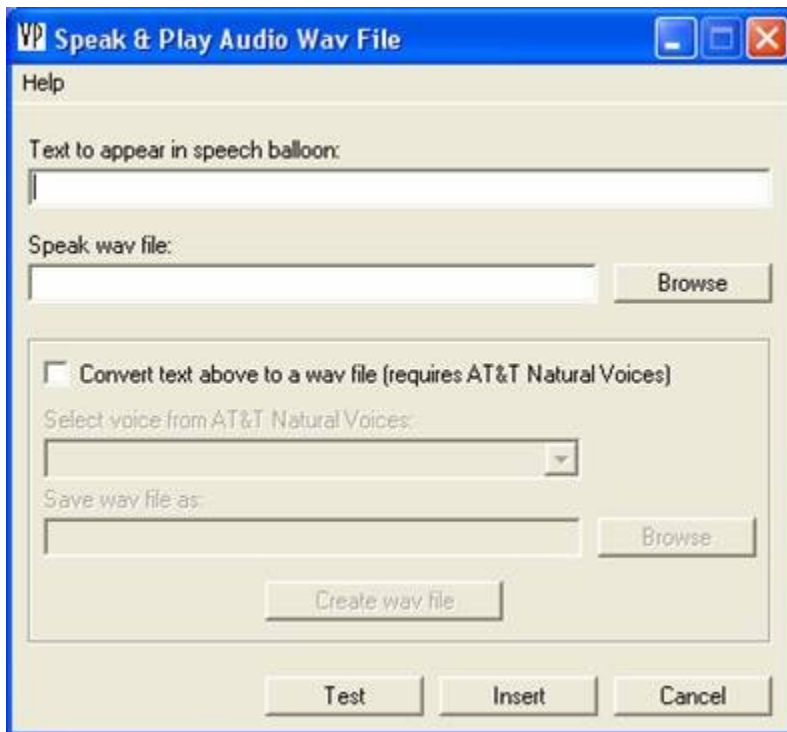 VP Speak & Play Audio Wav File
Help
Text to appear in speech balloon:
Speak wav file:
Browse
Convert text above to a wav file (requires AT&T Natural Voices)
Select voice from AT&T Natural Voices:
Save wav file as:
Browse
Create wav file
Test Insert Cancel